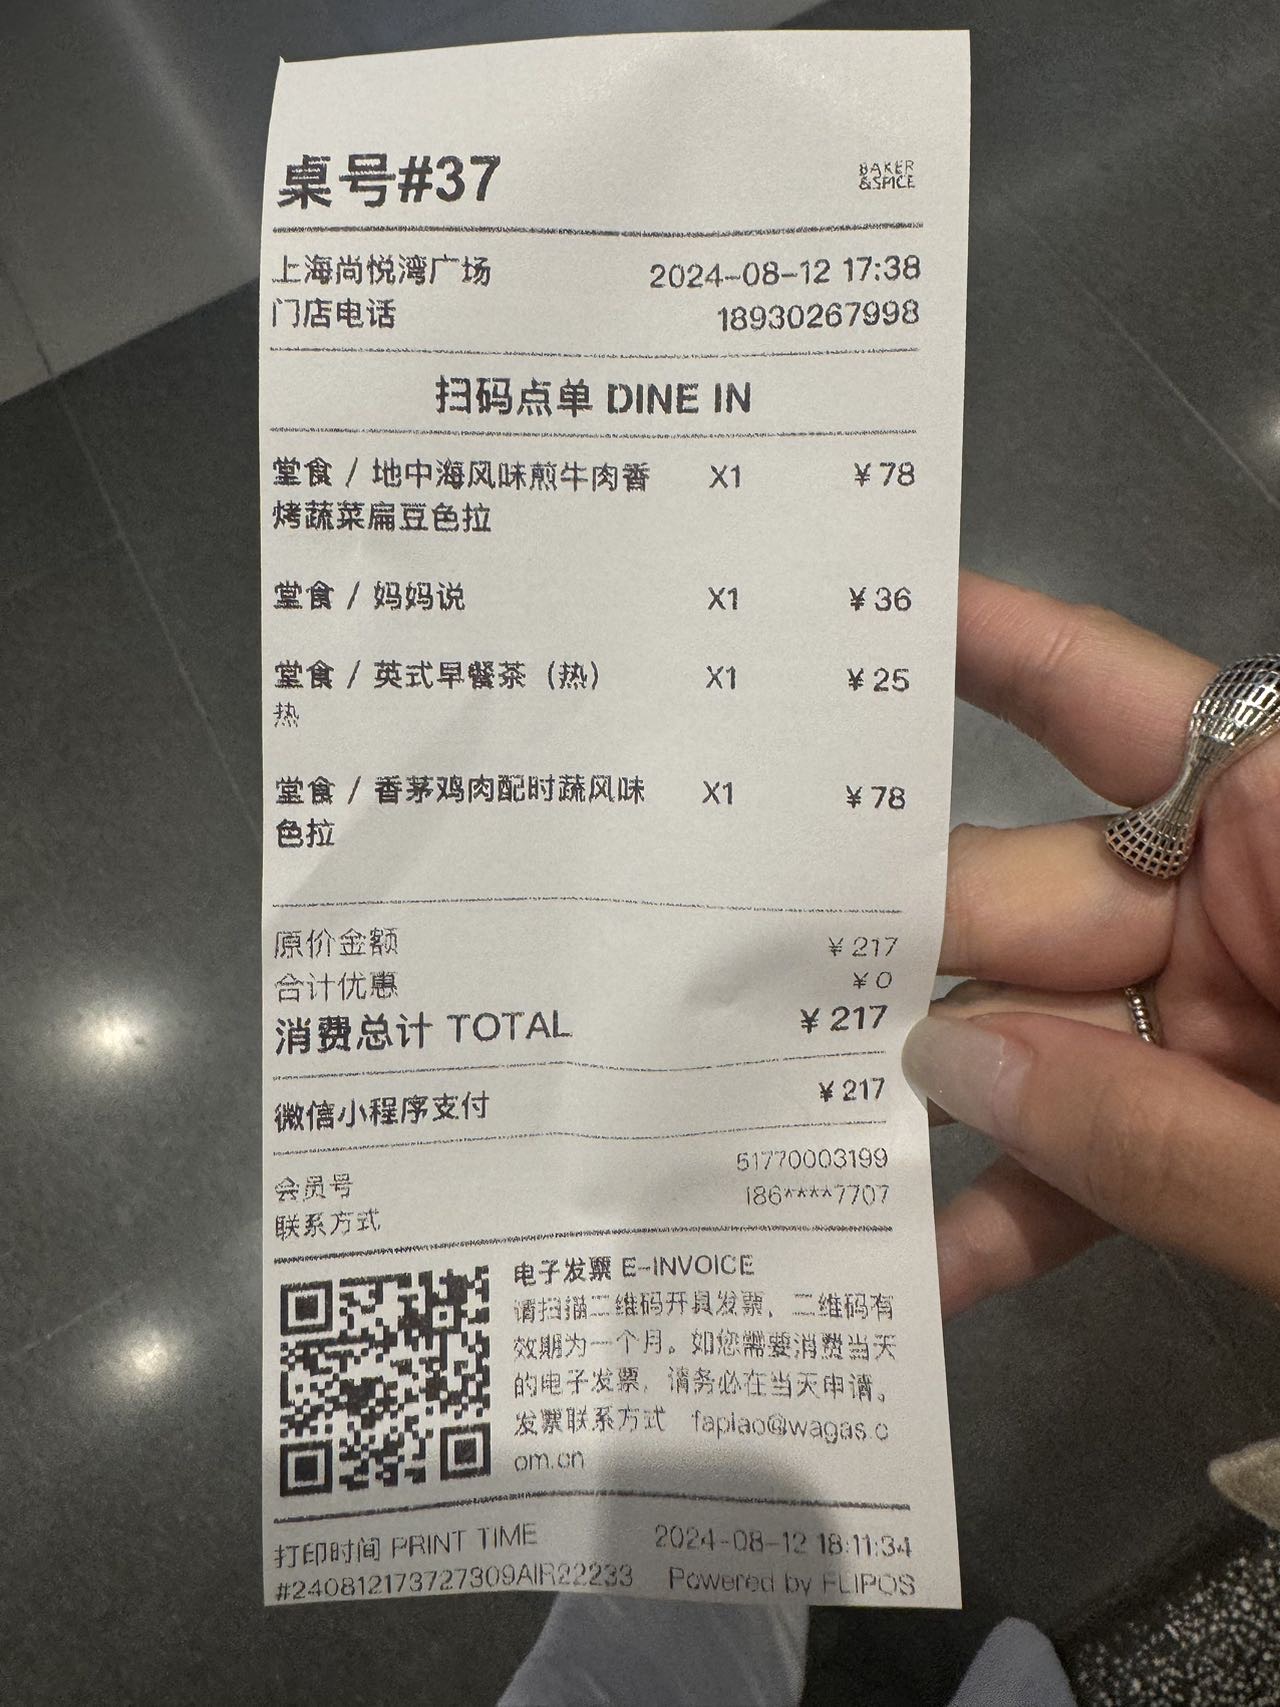 桌号#37
BAKER
&SPICE
上海尚悦湾广场 2024-08-12 17:38
门店电话 18930267998
扫码点单 DINE IN
堂食 / 地中海风味煎牛肉香 X1 ¥78
烤蔬菜扁豆色拉
堂食 / 妈妈说 X1 ¥36
堂食 / 英式早餐茶（热） X1 ¥25
热
堂食 / 香茅鸡肉配时蔬风味 X1 ¥78
色拉
原价金额 ¥217
合计优惠 ¥0
消费总计 TOTAL ¥217
微信小程序支付 ¥217
会员号 51770003199
联系方式 186****7707
电子发票 E-INVOICE
请扫描二维码开具发票，二维码有
效期为一个月。如您需要消费当天
的电子发票，请务必在当天申请。
发票联系方式 fapiao@wagas.c
om.cn
打印时间 PRINT TIME 2024-08-12 18:11:34
#240812173727309AIR22233 Powered by FLIPOS